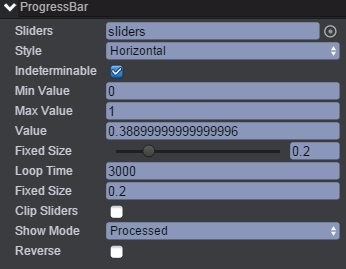 ProgressBar
Sliders sliders
Style Horizontal
Indeterminable
Min Value 0
Max Value 1
Value 0.38899999999999996
Fixed Size 0.2
Loop Time 3000
Fixed Size 0.2
Clip Sliders
Show Mode Processed
Reverse